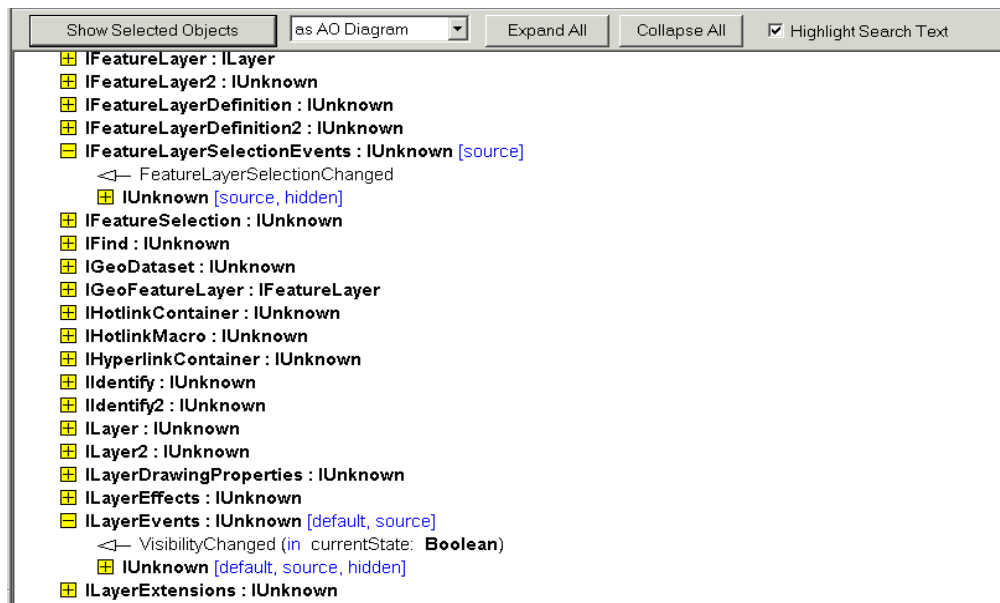 Show Selected Objects as AO Diagram Expand All Collapse All Highlight Search Text
IFeatureLayer : ILayer
IFeatureLayer2 : IUnknown
IFeatureLayerDefinition : IUnknown
IFeatureLayerDefinition2 : IUnknown
IFeatureLayerSelectionEvents : IUnknown [source]
FeatureLayerSelectionChanged
IUnknown [source, hidden]
IFeatureSelection : IUnknown
IFind : IUnknown
IGeoDataset : IUnknown
IGeoFeatureLayer : IFeatureLayer
IHotlinkContainer : IUnknown
IHotlinkMacro : IUnknown
IHyperlinkContainer : IUnknown
IIdentify : IUnknown
IIdentify2 : IUnknown
ILayer : IUnknown
ILayer2 : IUnknown
ILayerDrawingProperties : IUnknown
ILayerEffects : IUnknown
ILayerEvents : IUnknown [default, source]
VisibilityChanged (in currentState: Boolean)
IUnknown [default, source, hidden]
ILayerExtensions : IUnknown